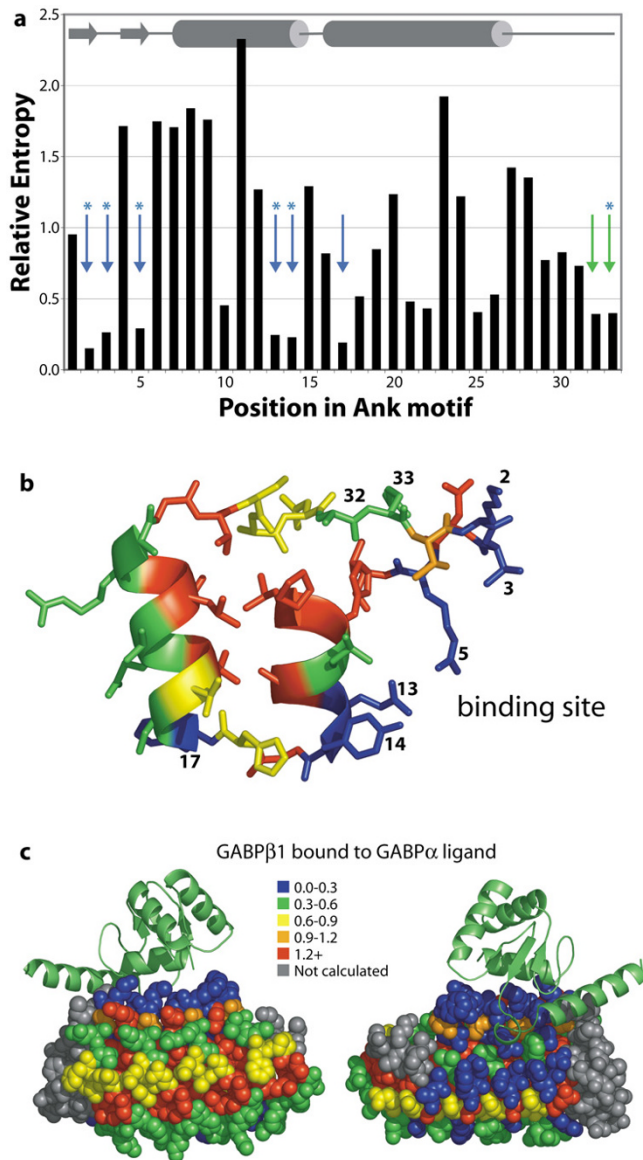 a
Relative Entropy
2.5
2.0
1.5
1.0
0.5
0.0
* * * * * *
5 10 15 20 25 30
Position in Ank motif
b
32 33 2
3
5
binding site
13
14
17
c
GABPβ1 bound to GABPα ligand
0.0-0.3
0.3-0.6
0.6-0.9
0.9-1.2
1.2+
Not calculated